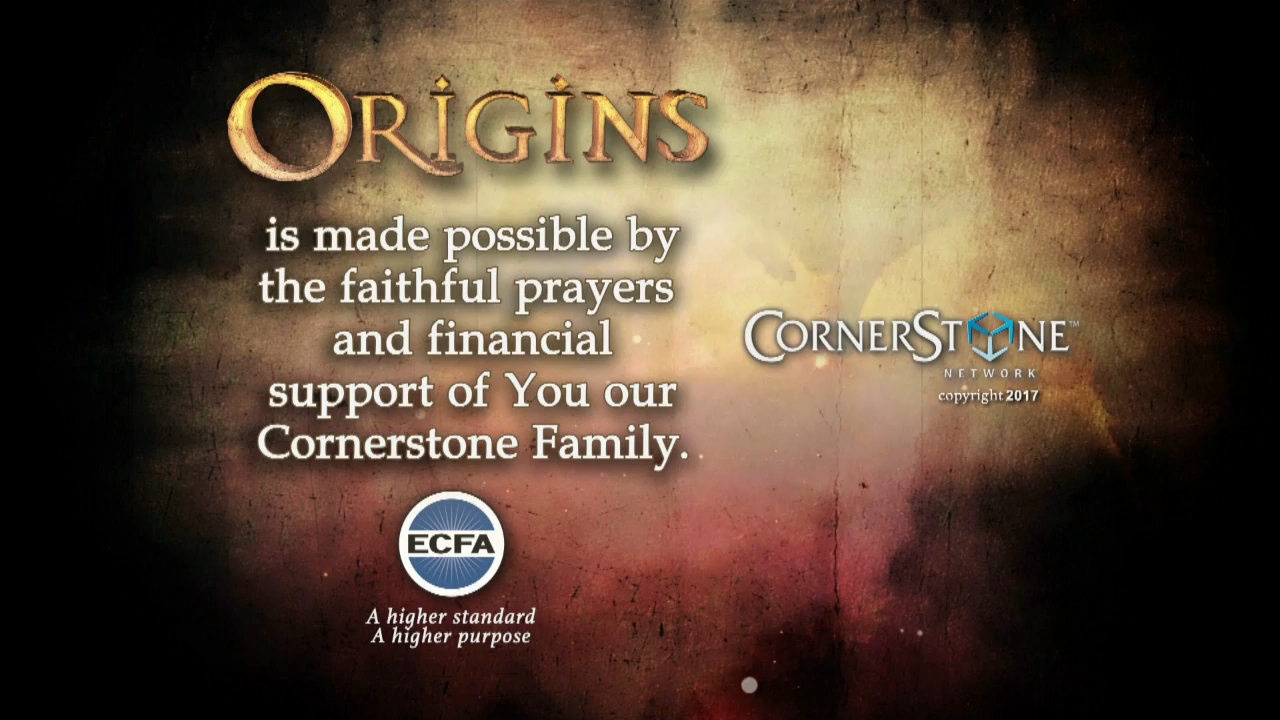 ORIGINS
is made possible by
the faithful prayers
and financial
support of You our
Cornerstone Family.
ECFA
A higher standard
A higher purpose
CORNERSTONE™
NETWORK
copyright 2017